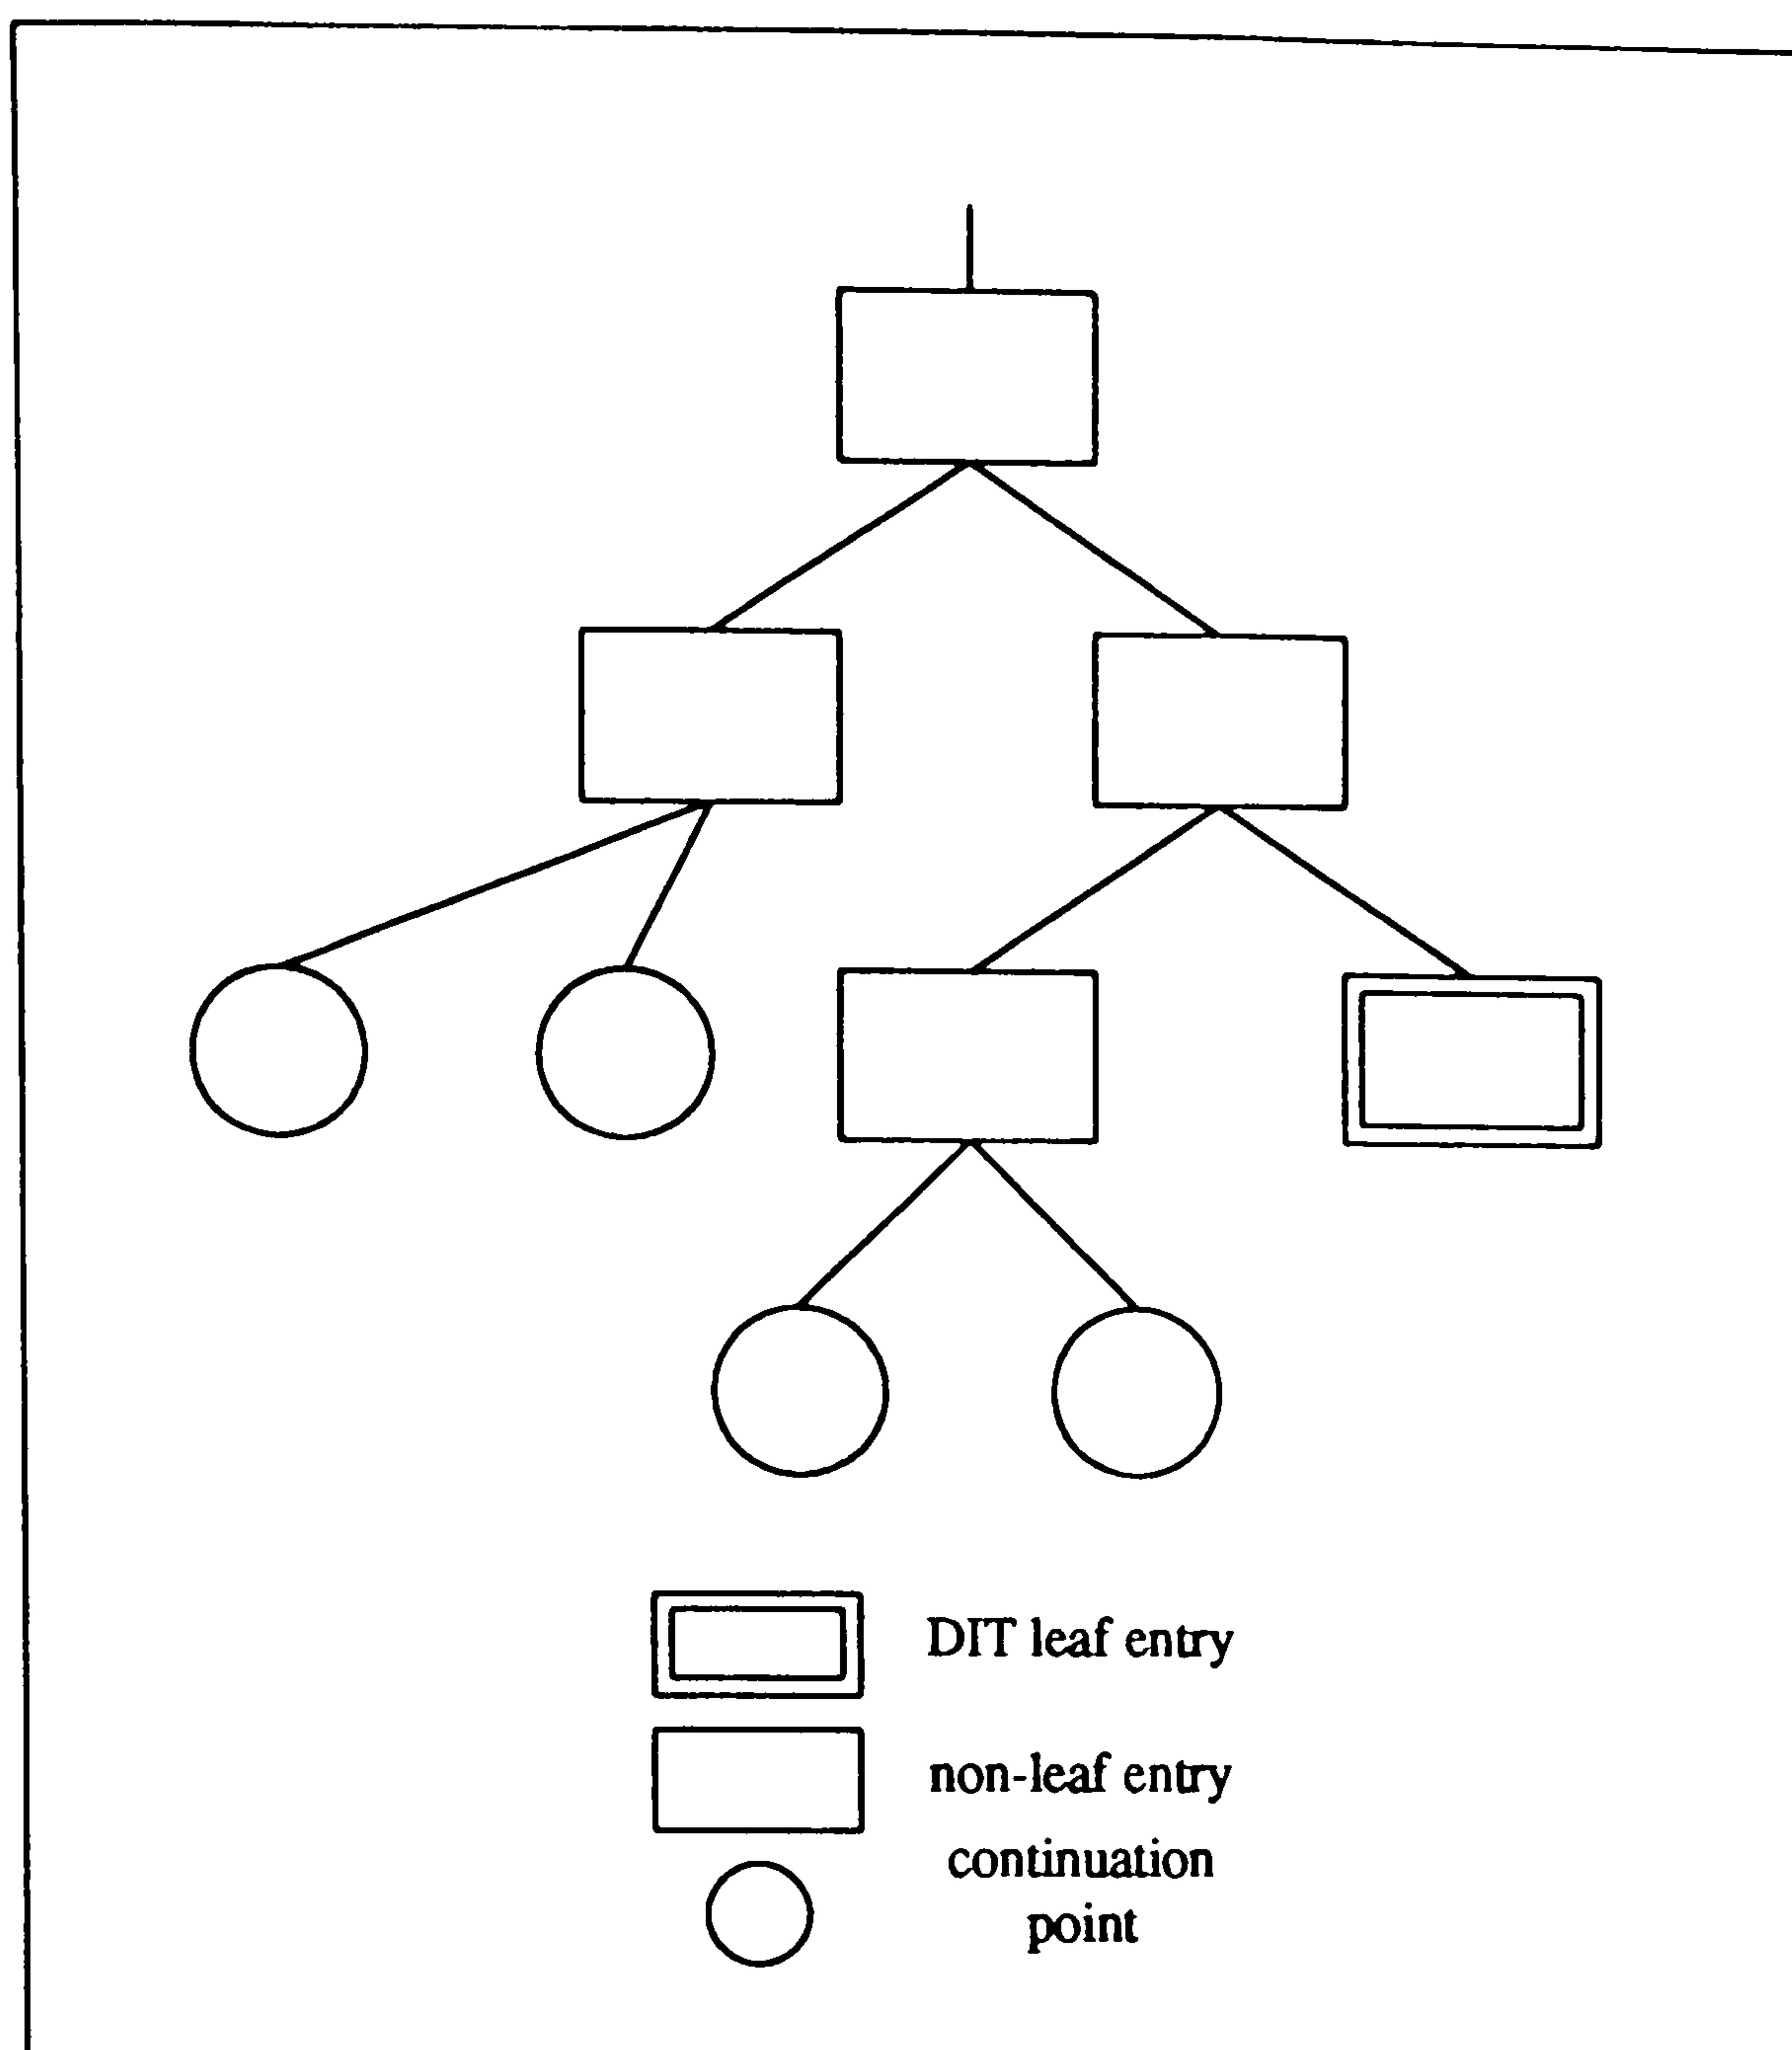 DIT leaf entry
non-leaf entry
continuation
point